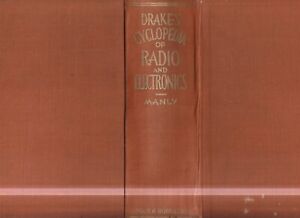 DRAKE'S
CYCLOPEDIA
OF
RADIO
AND
ELECTRONICS
MANLY